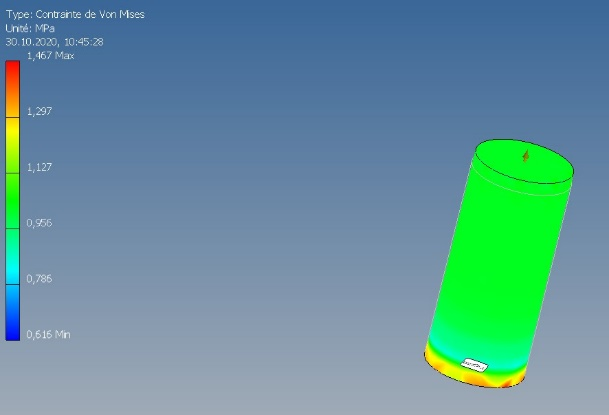 Type: Contrainte de Von Mises
Unité: MPa
30.10.2020, 10:45:28
1,467 Max
1,297
1,127
0,956
0,786
0,616 Min